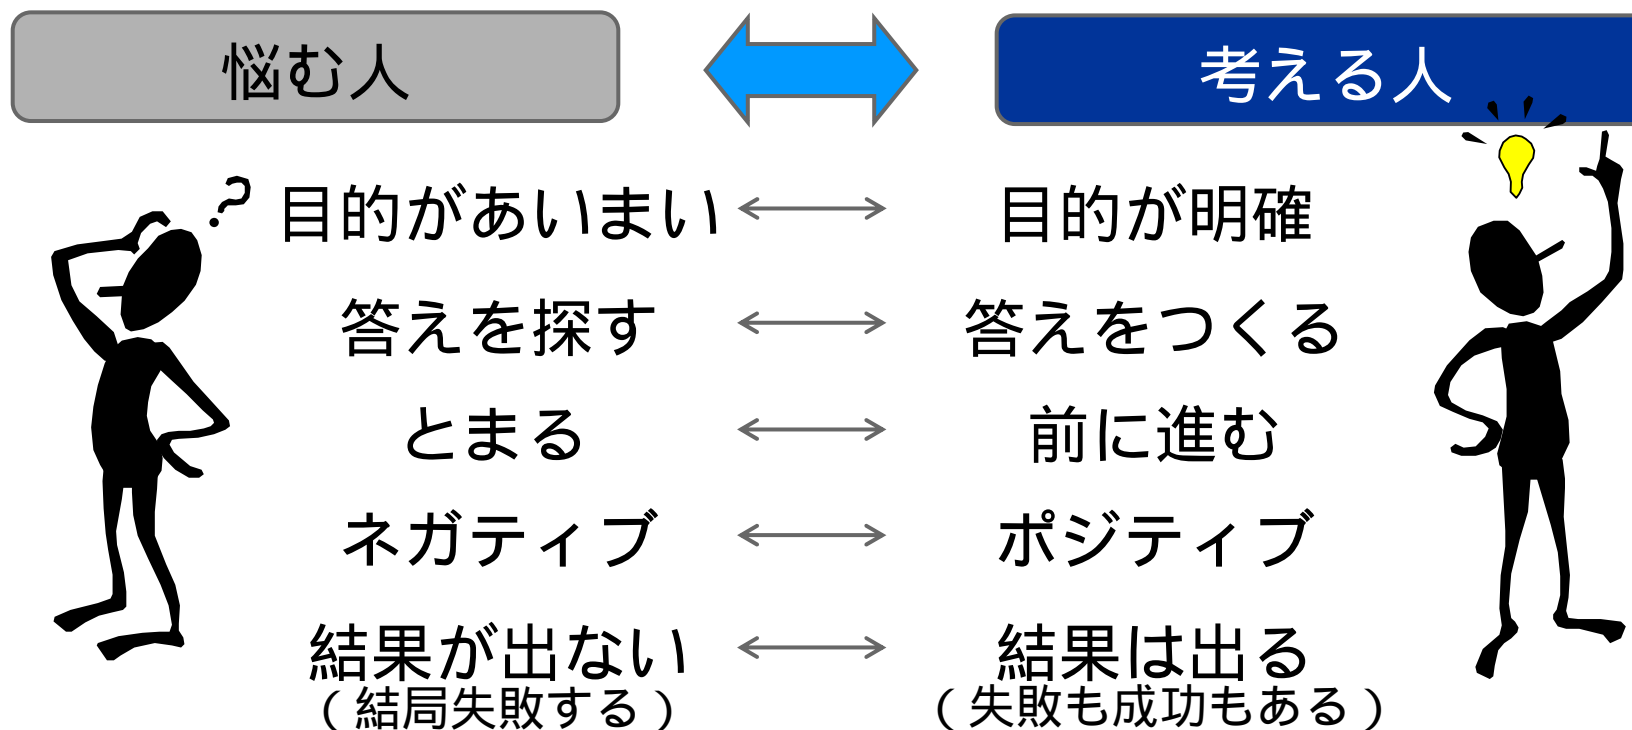 悩む人
考える人
?
目的があいまい
目的が明確
答えを探す
答えをつくる
とまる
前に進む
ネガティブ
ポジティブ
結果が出ない
結果は出る
（結局失敗する）
（失敗も成功もある）